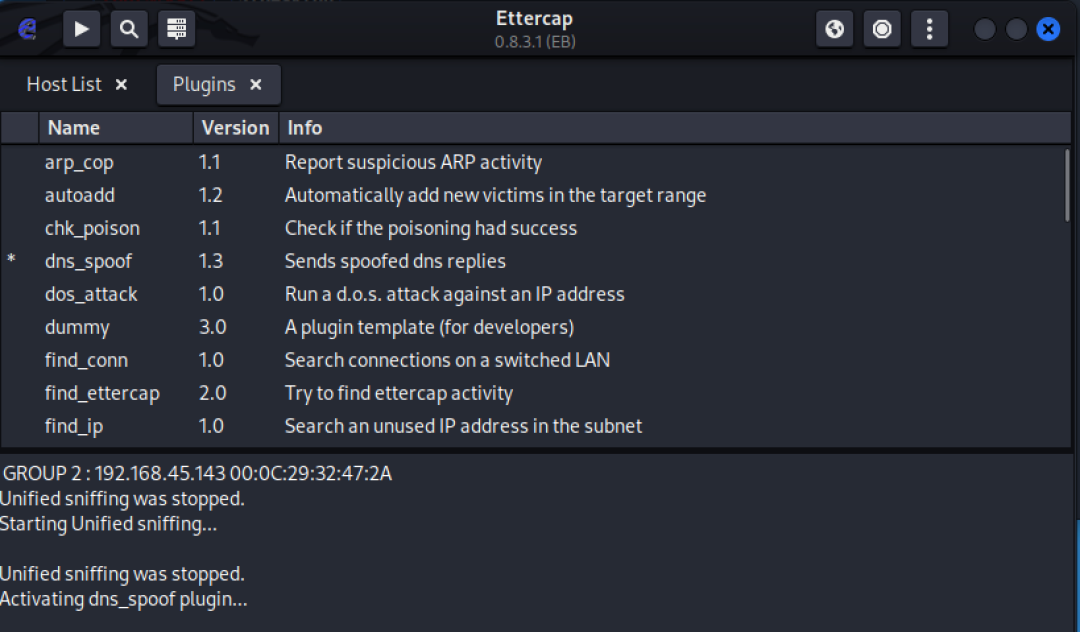 Ettercap
0.8.3.1 (EB)
Host List × Plugins ×
Name Version Info
arp_cop 1.1 Report suspicious ARP activity
autoadd 1.2 Automatically add new victims in the target range
chk_poison 1.1 Check if the poisoning had success
* dns_spoof 1.3 Sends spoofed dns replies
dos_attack 1.0 Run a d.o.s. attack against an IP address
dummy 3.0 A plugin template (for developers)
find_conn 1.0 Search connections on a switched LAN
find_ettercap 2.0 Try to find ettercap activity
find_ip 1.0 Search an unused IP address in the subnet
GROUP 2 : 192.168.45.143 00:0C:29:32:47:2A
Unified sniffing was stopped.
Starting Unified sniffing...
Unified sniffing was stopped.
Activating dns_spoof plugin...